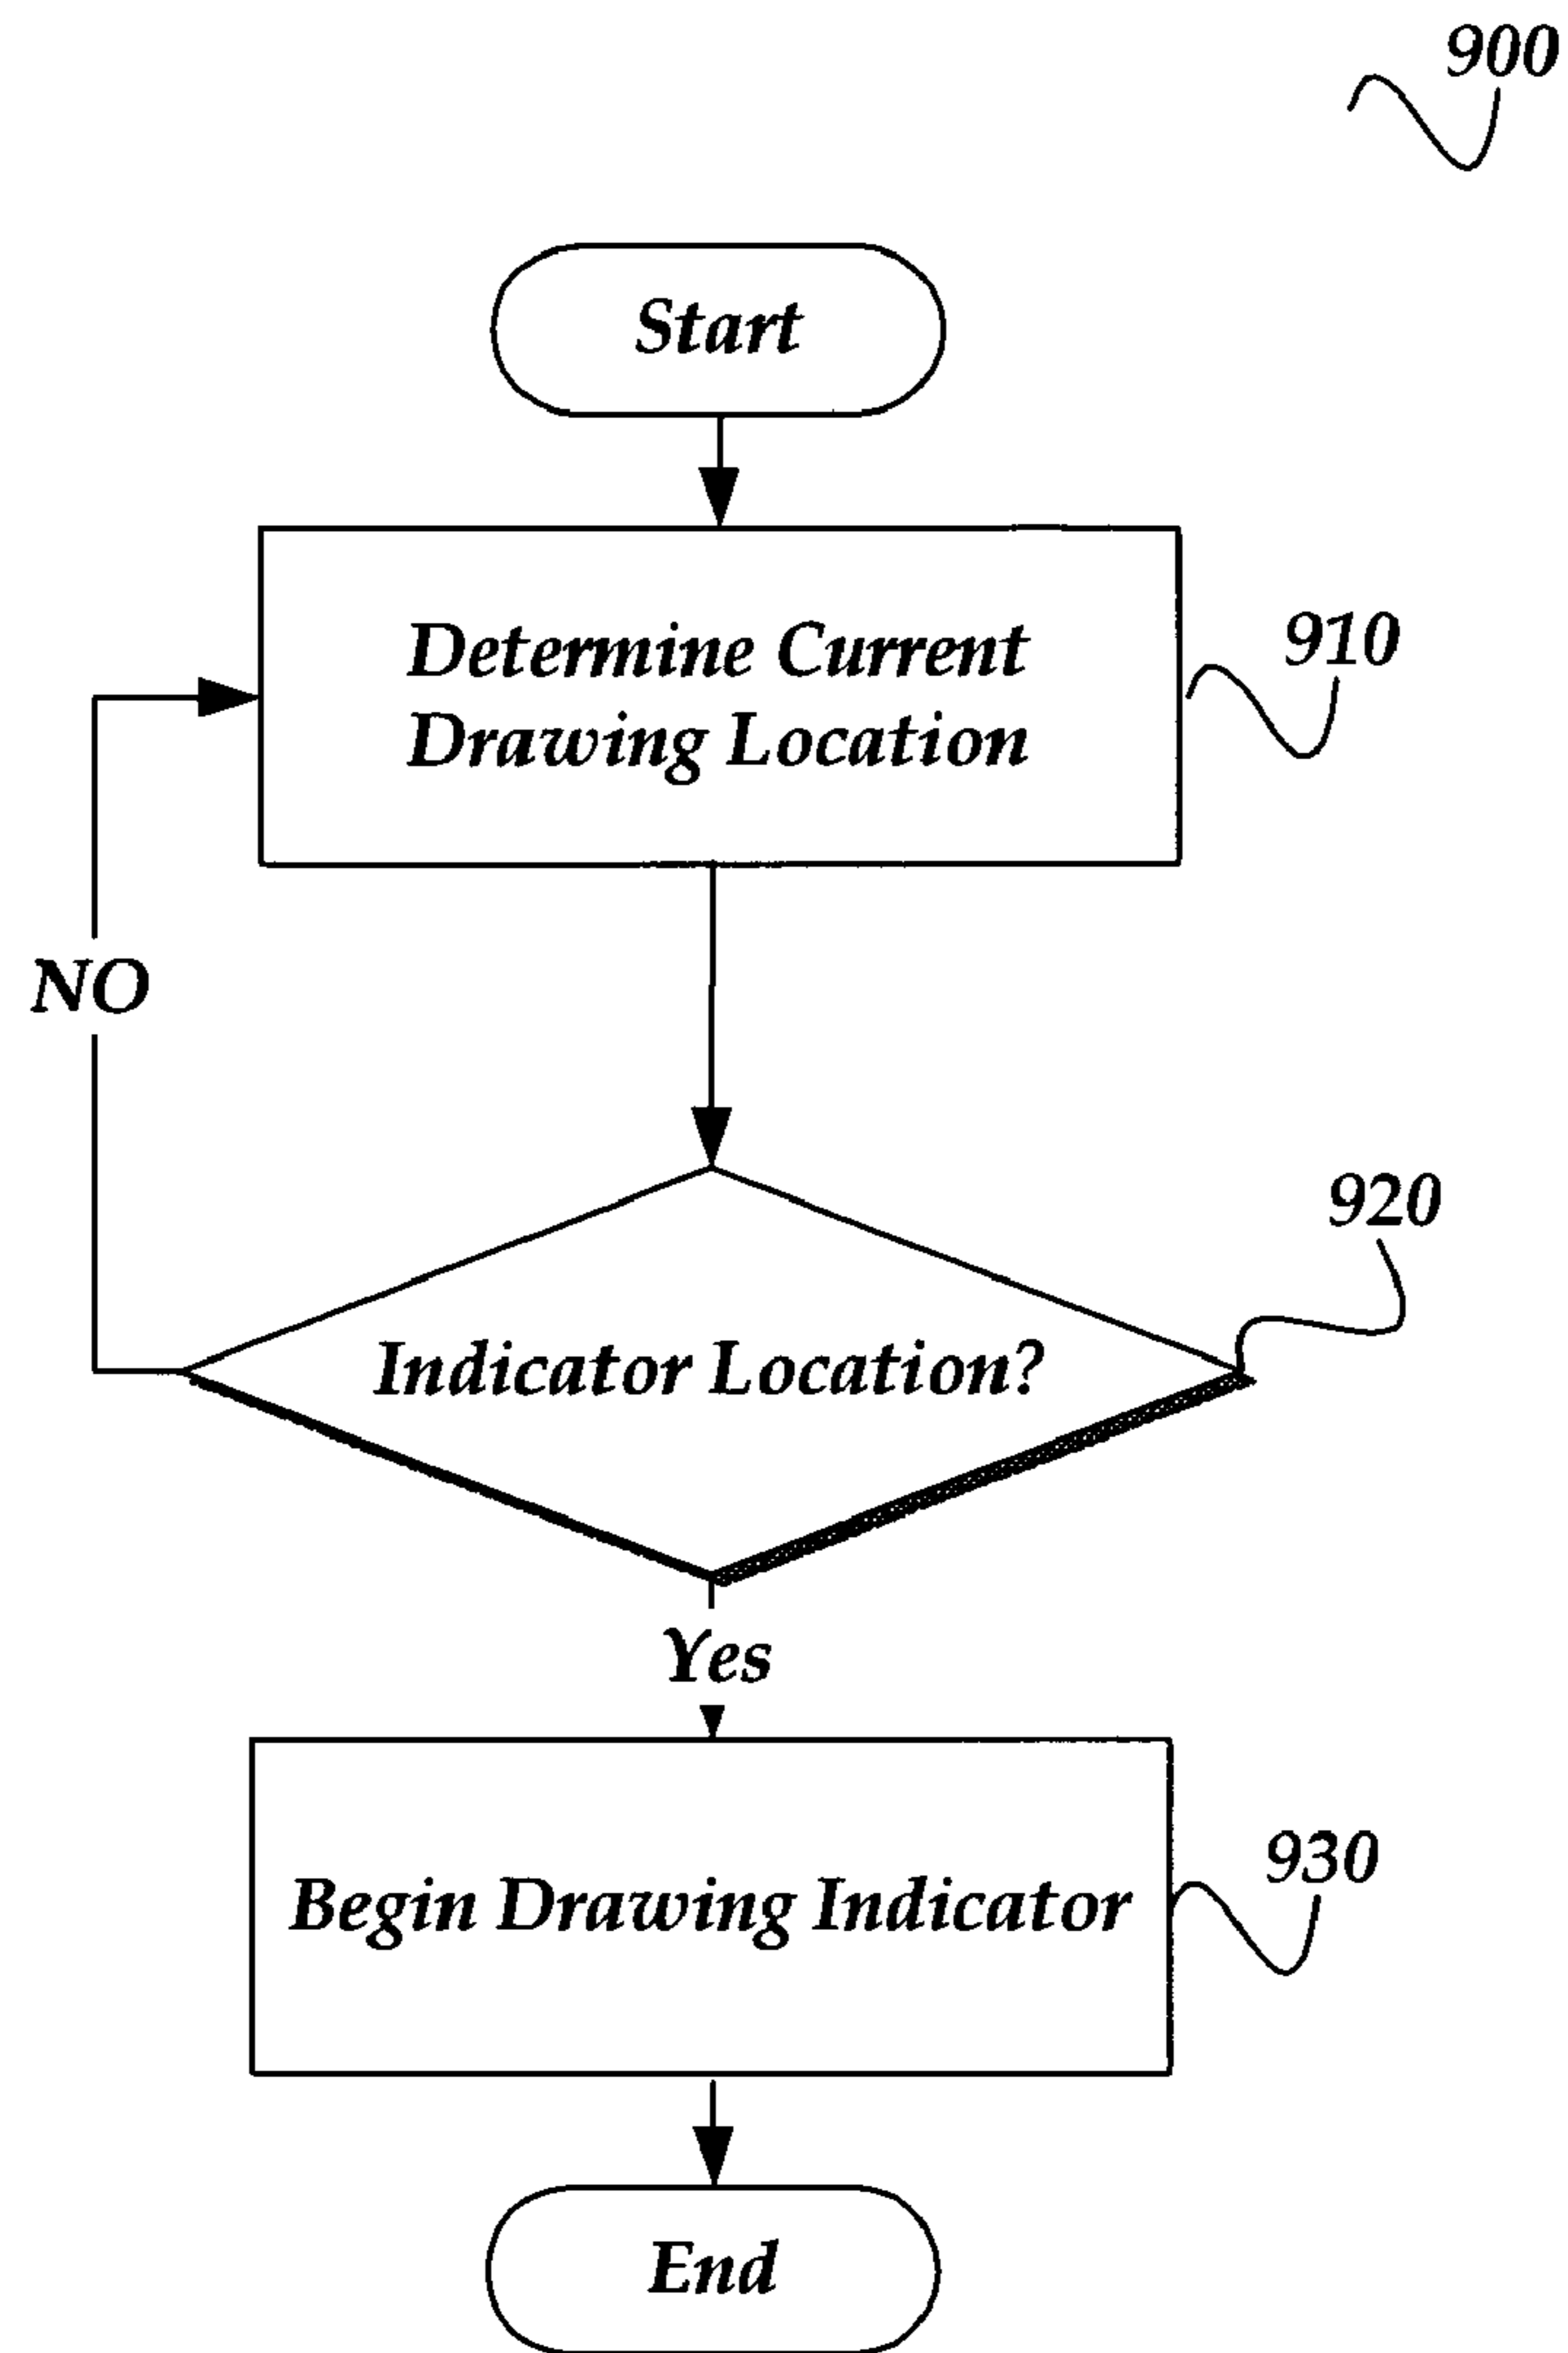 900
Start
Determine Current
Drawing Location
910
NO
920
Indicator Location?
Yes
Begin Drawing Indicator
930
End